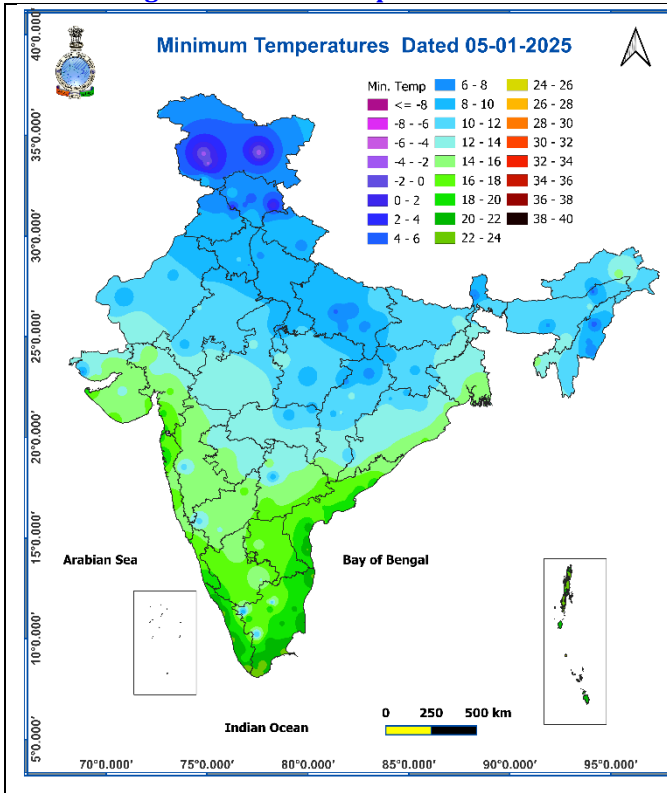 Minimum Temperatures Dated 05-01-2025
Min. Temp
<= -8
-8 - -6
-6 - -4
-4 - -2
-2 - 0
0 - 2
2 - 4
4 - 6
6 - 8
8 - 10
10 - 12
12 - 14
14 - 16
16 - 18
18 - 20
20 - 22
22 - 24
24 - 26
26 - 28
28 - 30
30 - 32
32 - 34
34 - 36
36 - 38
38 - 40
40°0.000'
35°0.000'
30°0.000'
25°0.000'
20°0.000'
15°0.000'
10°0.000'
5°0.000'
Arabian Sea
Bay of Bengal
Indian Ocean
0 250 500 km
70°0.000' 75°0.000' 80°0.000' 85°0.000' 90°0.000' 95°0.000'